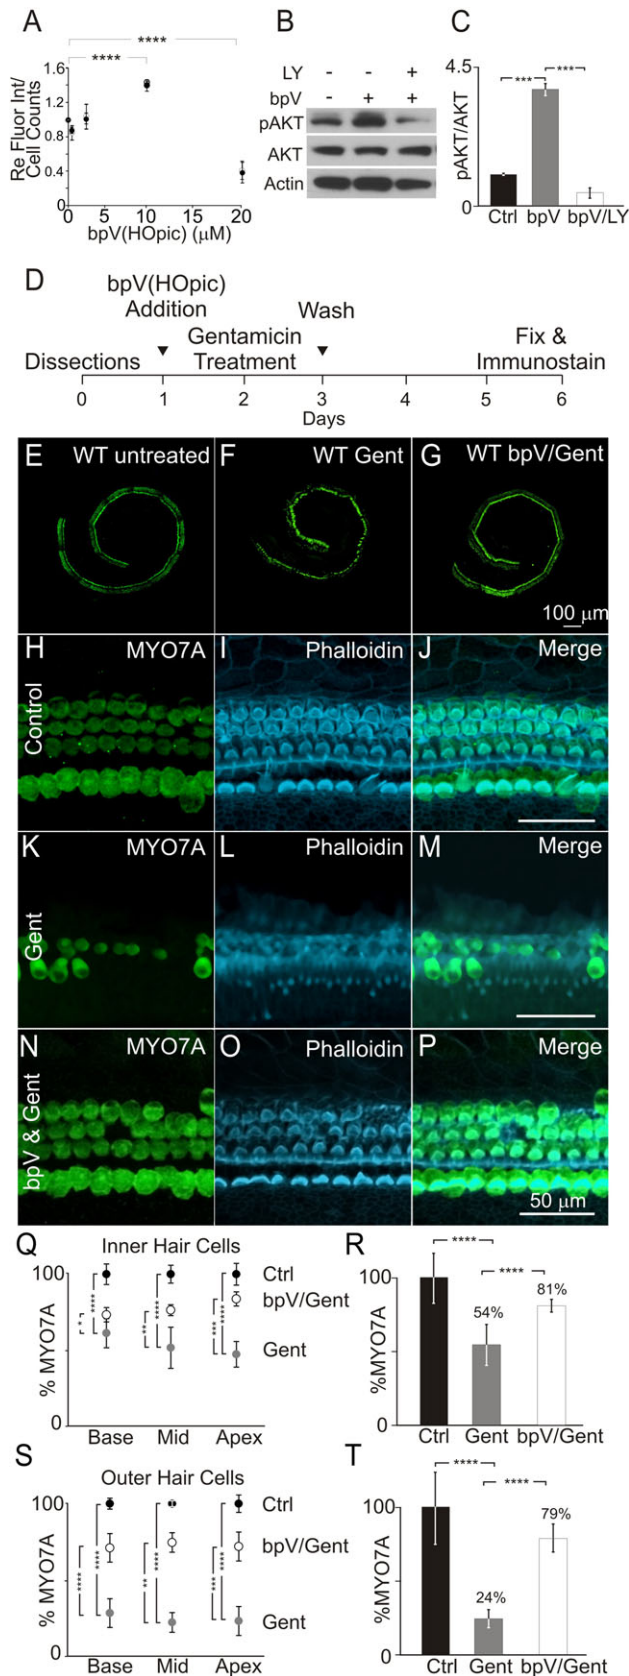 A
****
****
1.6
1.2
0.8
0.4
0
Re Fluor Int/
Cell Counts
0 5 10 15 20
bpV(HOpic) (μM)
B
LY - - +
bpV - + +
pAKT
AKT
Actin
C
4.5
*** ***
pAKT/AKT
0
Ctrl bpV bpV/LY
D
bpV(HOpic)
Addition
Wash
Dissections
Gentamicin
Treatment
Fix &
Immunostain
0 1 2 3 4 5 6
Days
E WT untreated
F WT Gent
G WT bpV/Gent
100 μm
Control
H MYO7A
I Phalloidin
J Merge
Gent
K MYO7A
L Phalloidin
M Merge
bpV & Gent
N MYO7A
O Phalloidin
P Merge
50 μm
Q
Inner Hair Cells
100
% MYO7A
0
* ****
** ****
*** ****
Ctrl
bpV/Gent
Gent
Base Mid Apex
R
****
****
100
%MYO7A
0
54%
81%
Ctrl Gent bpV/Gent
S
Outer Hair Cells
100
% MYO7A
0
**** ****
** ****
*** ****
Ctrl
bpV/Gent
Gent
Base Mid Apex
T
****
****
100
%MYO7A
0
24%
79%
Ctrl Gent bpV/Gent